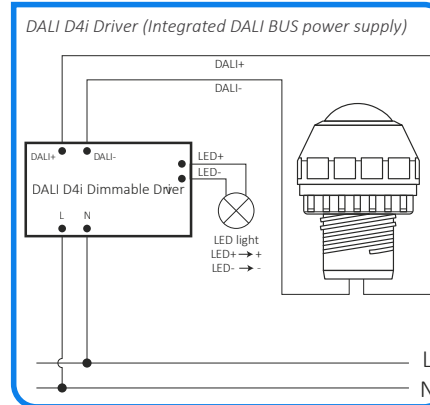 DALI D4i Driver (Integrated DALI BUS power supply)
DALI+
DALI-
DALI+
DALI-
LED+
LED-
DALI D4i Dimmable Driver
L
N
LED light
LED+ → +
LED- → -
L
N